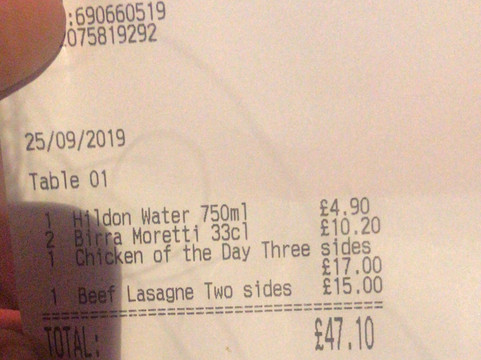 :690660519
2075819292
25/09/2019
Table 01
1 Hildon Water 750ml £4.90
2 Birra Moretti 33cl £10.20
1 Chicken of the Day Three sides
£17.00
1 Beef Lasagne Two sides £15.00
TOTAL: £47.10